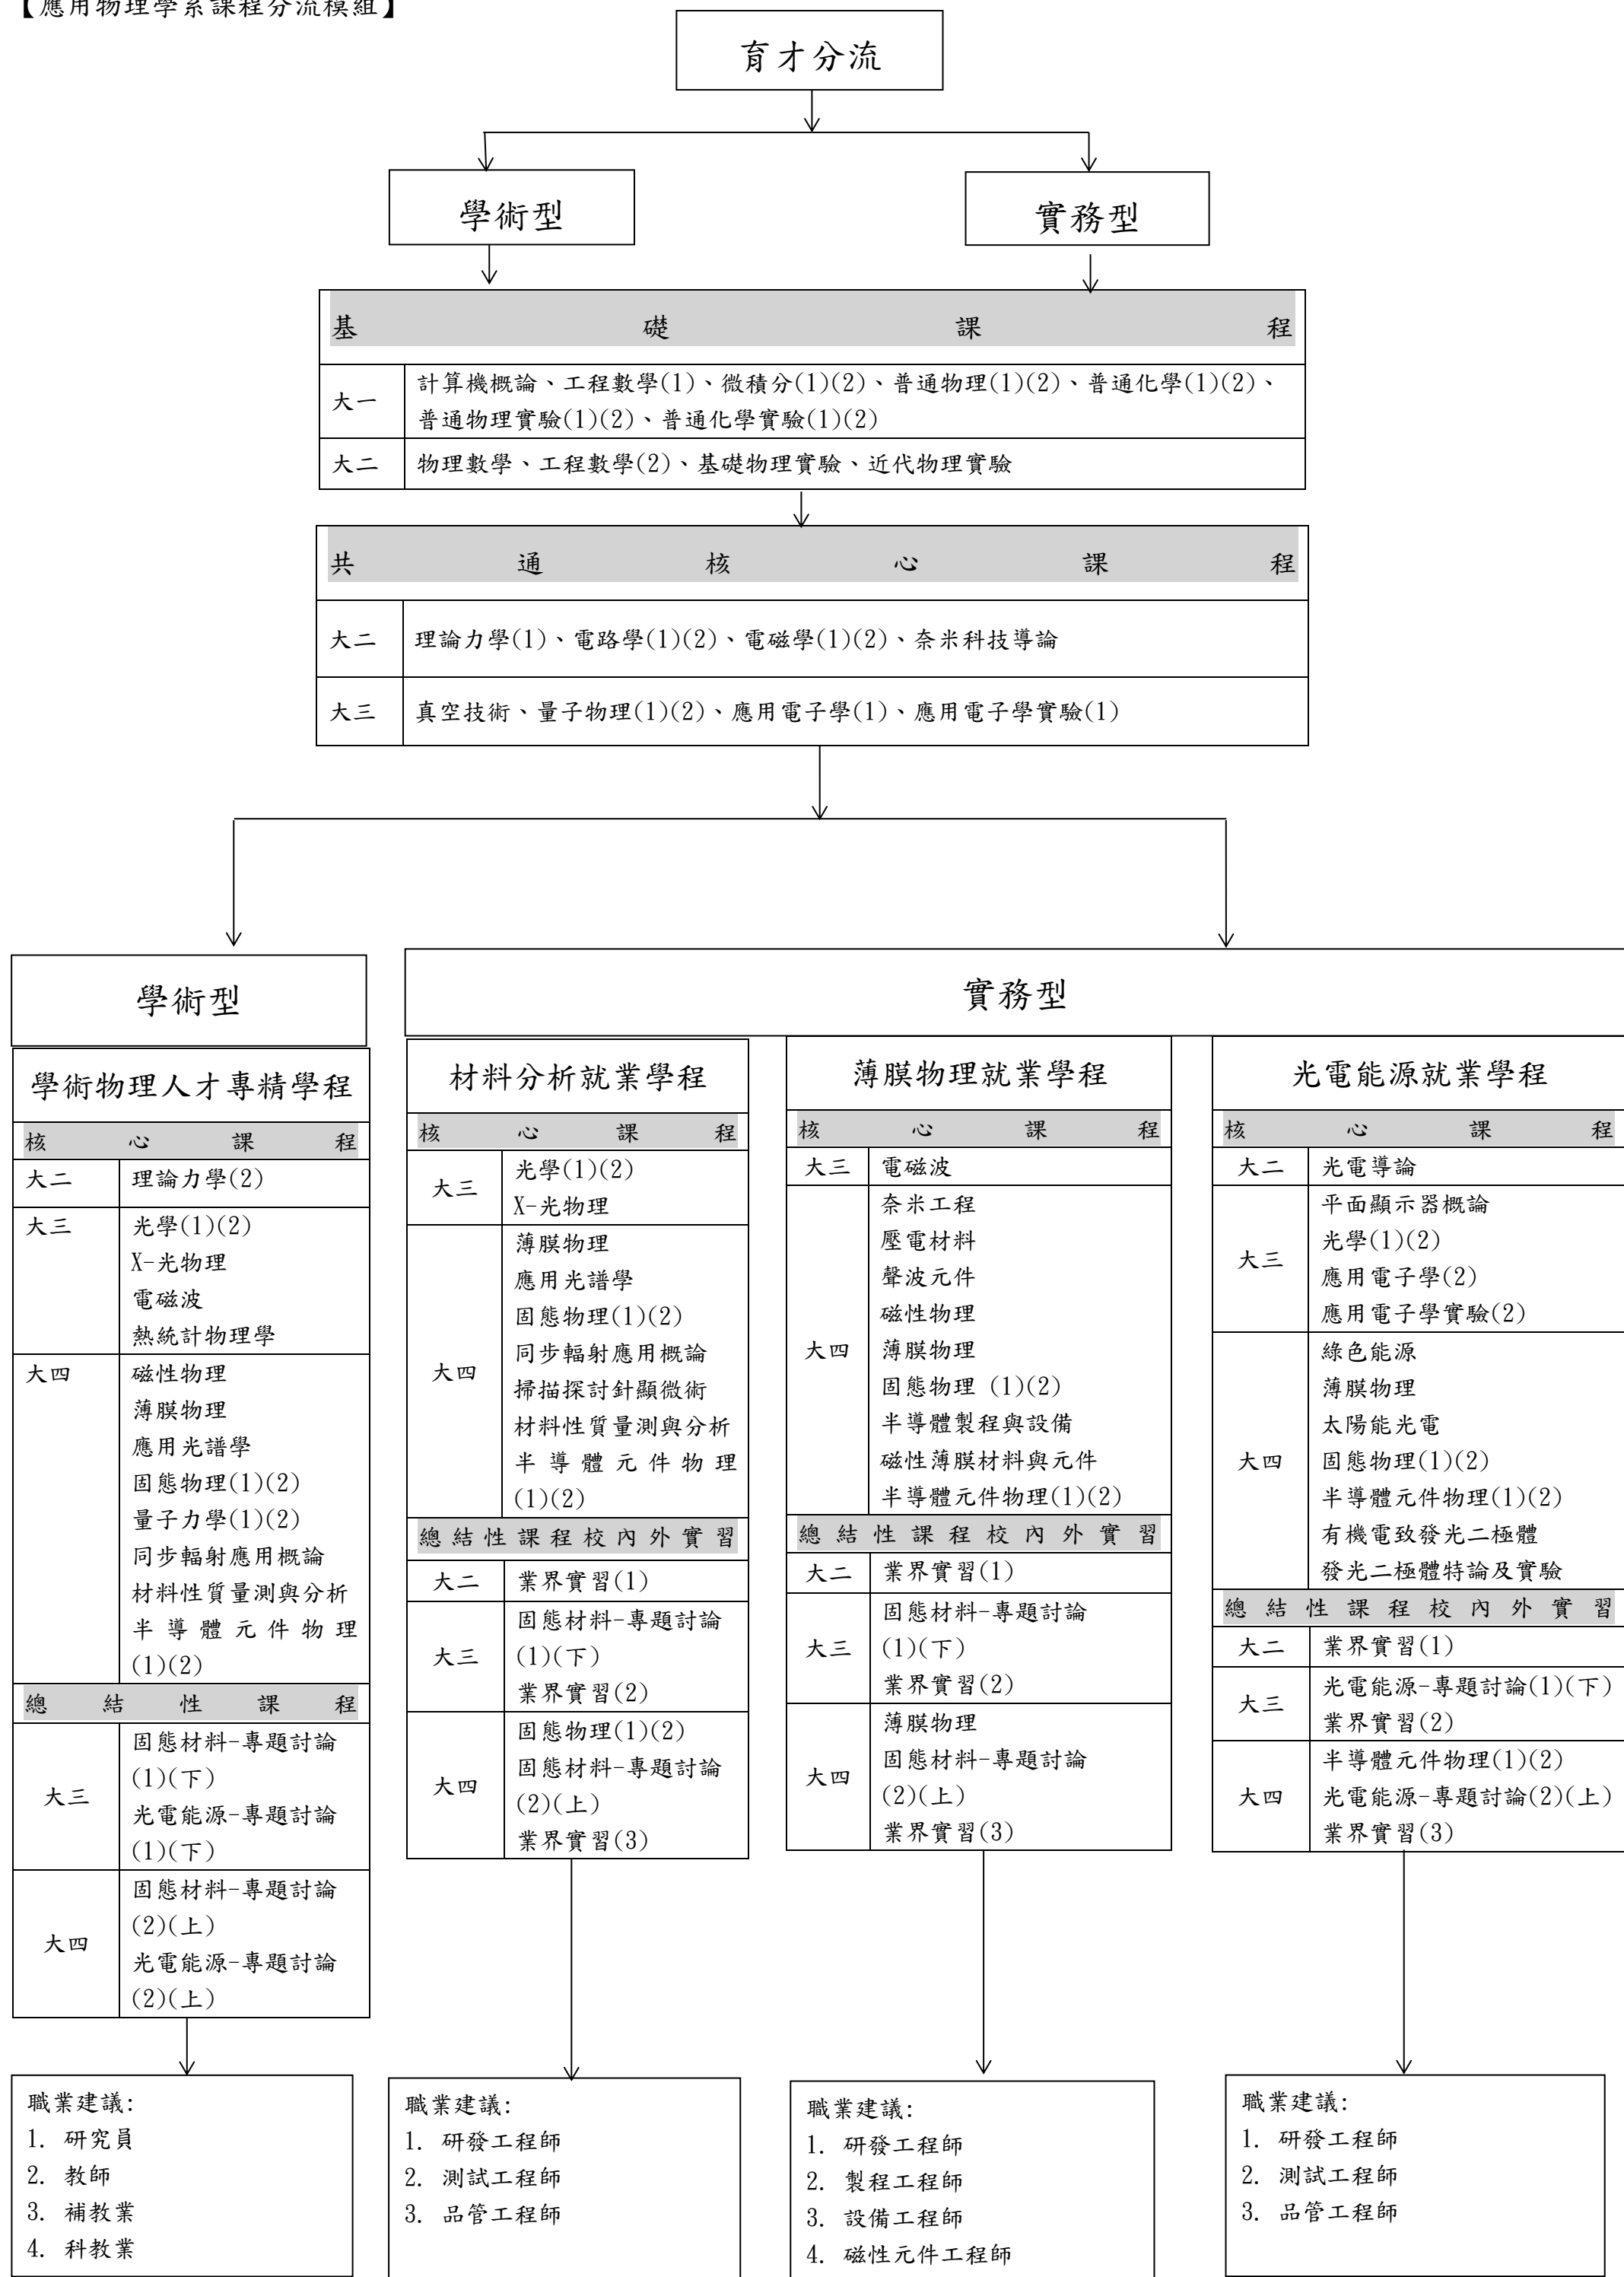 【應用物理學系課程分流模組】
育才分流
學術型
實務型
基礎課程
大一
計算機概論、工程數學(1)、微積分(1)(2)、普通物理(1)(2)、普通化學(1)(2)、
普通物理實驗(1)(2)、普通化學實驗(1)(2)
大二
物理數學、工程數學(2)、基礎物理實驗、近代物理實驗
共通核心課程
大二
理論力學(1)、電路學(1)(2)、電磁學(1)(2)、奈米科技導論
大三
真空技術、量子物理(1)(2)、應用電子學(1)、應用電子學實驗(1)
學術型
學術物理人才專精學程
核心課程
大二
理論力學(2)
大三
光學(1)(2)
X-光物理
電磁波
熱統計物理學
大四
磁性物理
薄膜物理
應用光譜學
固態物理(1)(2)
量子力學(1)(2)
同步輻射應用概論
材料性質量測與分析
半導體元件物理
(1)(2)
總結性課程
大三
固態材料-專題討論
(1)(下)
光電能源-專題討論
(1)(下)
大四
固態材料-專題討論
(2)(上)
光電能源-專題討論
(2)(上)
職業建議:
1. 研究員
2. 教師
3. 補教業
4. 科教業
實務型
材料分析就業學程
核心課程
大三
光學(1)(2)
X-光物理
大四
薄膜物理
應用光譜學
固態物理(1)(2)
同步輻射應用概論
掃描探討針顯微術
材料性質量測與分析
半導體元件物理
(1)(2)
總結性課程校內外實習
大二
業界實習(1)
大三
固態材料-專題討論
(1)(下)
業界實習(2)
大四
固態物理(1)(2)
固態材料-專題討論
(2)(上)
業界實習(3)
職業建議:
1. 研發工程師
2. 測試工程師
3. 品管工程師
薄膜物理就業學程
核心課程
大三
電磁波
大四
奈米工程
壓電材料
聲波元件
磁性物理
薄膜物理
固態物理 (1)(2)
半導體製程與設備
磁性薄膜材料與元件
半導體元件物理(1)(2)
總結性課程校內外實習
大二
業界實習(1)
大三
固態材料-專題討論
(1)(下)
業界實習(2)
大四
薄膜物理
固態材料-專題討論
(2)(上)
業界實習(3)
職業建議:
1. 研發工程師
2. 製程工程師
3. 設備工程師
4. 磁性元件工程師
光電能源就業學程
核心課程
大二
光電導論
大三
平面顯示器概論
光學(1)(2)
應用電子學(2)
應用電子學實驗(2)
大四
綠色能源
薄膜物理
太陽能光電
固態物理(1)(2)
半導體元件物理(1)(2)
有機電致發光二極體
發光二極體特論及實驗
總結性課程校內外實習
大二
業界實習(1)
大三
光電能源-專題討論(1)(下)
業界實習(2)
大四
半導體元件物理(1)(2)
光電能源-專題討論(2)(上)
業界實習(3)
職業建議:
1. 研發工程師
2. 測試工程師
3. 品管工程師